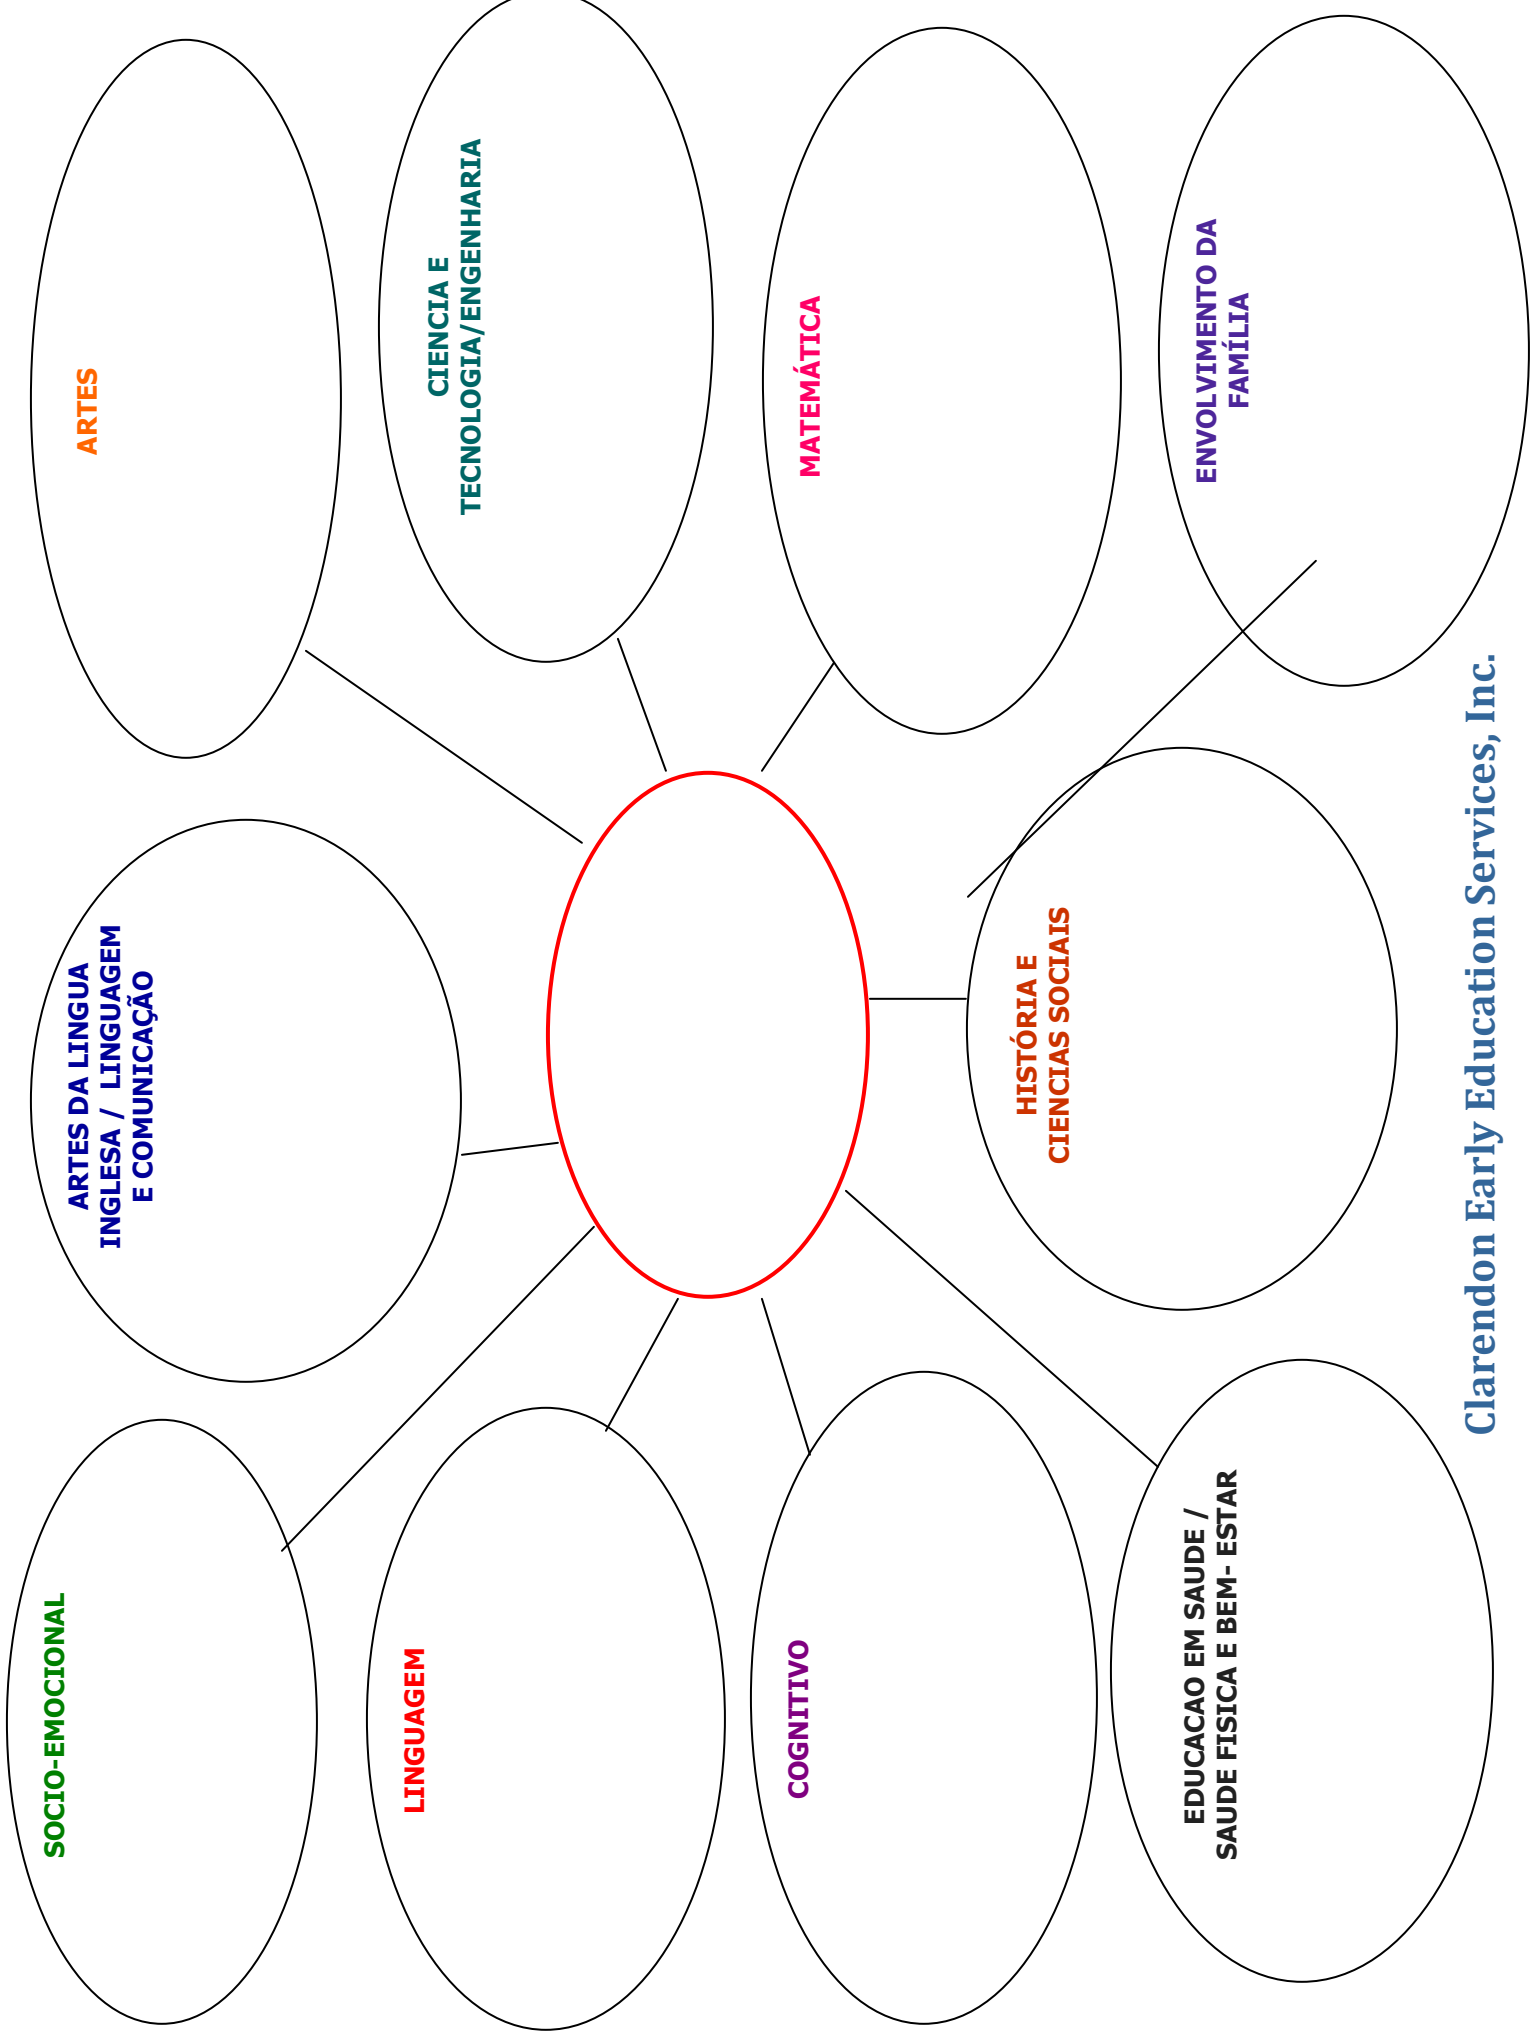 SOCIO-EMOCIONAL
ARTES DA LINGUA
INGLESA /  LINGUAGEM
E COMUNICAÇÃO
ARTES
LINGUAGEM
CIENCIA E
TECNOLOGIA/ENGENHARIA
COGNITIVO
MATEMÁTICA
EDUCACAO EM SAUDE /
SAUDE FISICA E BEM- ESTAR
HISTÓRIA E
CIENCIAS SOCIAIS
ENVOLVIMENTO DA
FAMÍLIA
Clarendon Early Education Services, Inc.